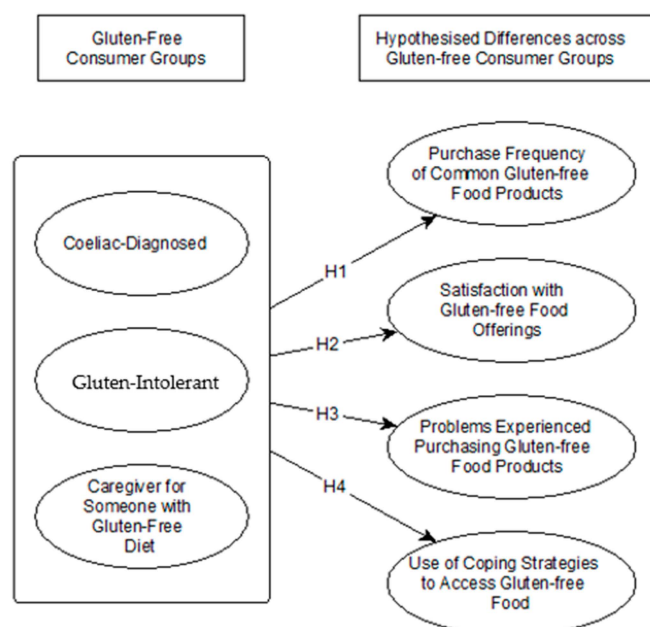 Gluten-Free
Consumer Groups
Hypothesised Differences across
Gluten-free Consumer Groups
Coeliac-Diagnosed
Gluten-Intolerant
Caregiver for
Someone with
Gluten-Free
Diet
H1
H2
H3
H4
Purchase Frequency
of Common Gluten-free
Food Products
Satisfaction with
Gluten-free Food
Offerings
Problems Experienced
Purchasing Gluten-free
Food Products
Use of Coping Strategies
to Access Gluten-free
Food